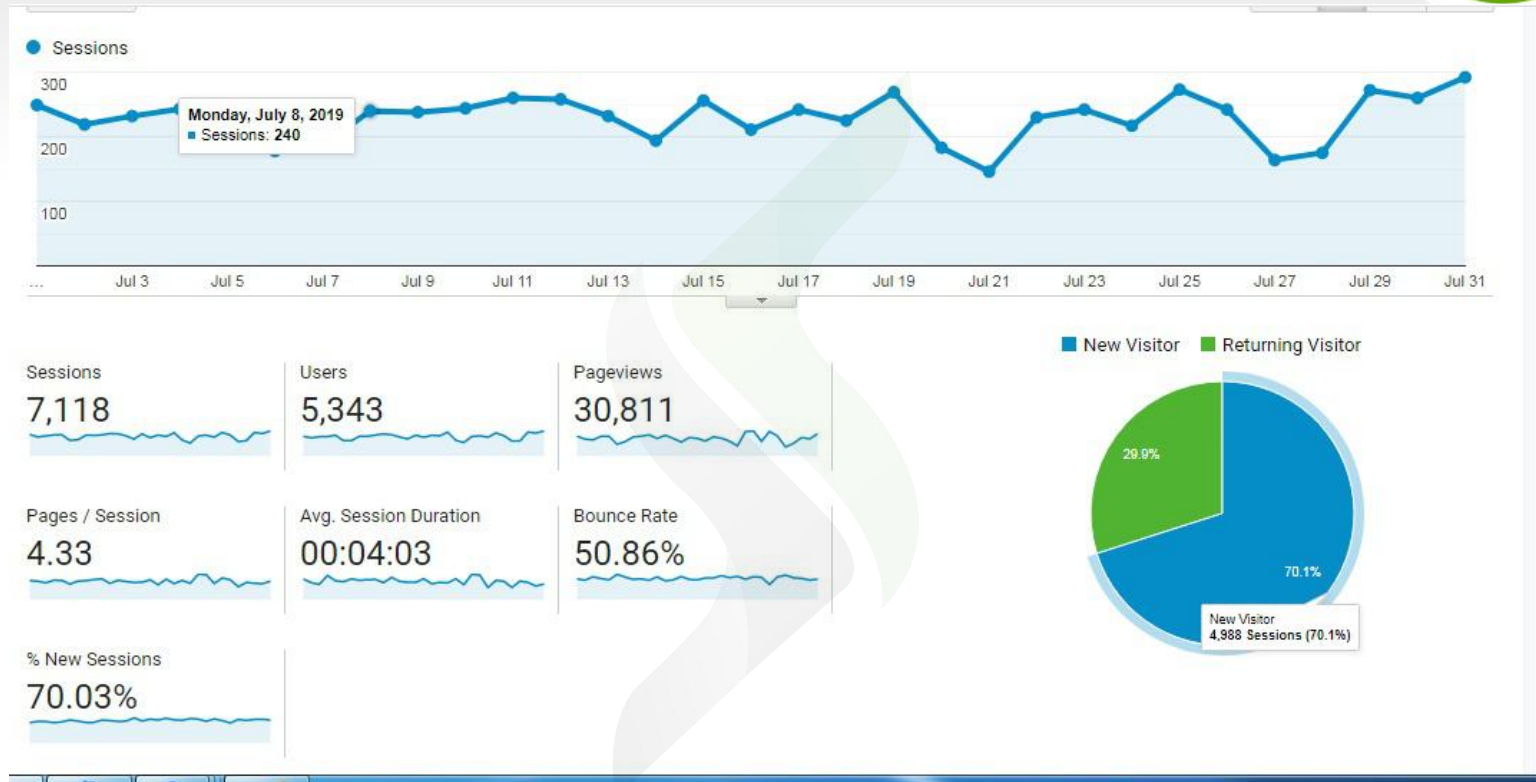 Sessions
300
200
100
Monday, July 8, 2019
Sessions: 240
... Jul 3 Jul 5 Jul 7 Jul 9 Jul 11 Jul 13 Jul 15 Jul 17 Jul 19 Jul 21 Jul 23 Jul 25 Jul 27 Jul 29 Jul 31
New Visitor Returning Visitor
Sessions Users Pageviews
7,118 5,343 30,811
29.9%
Pages / Session Avg. Session Duration Bounce Rate
4.33 00:04:03 50.86%
70.1%
New Visitor
4,988 Sessions (70.1%)
% New Sessions
70.03%